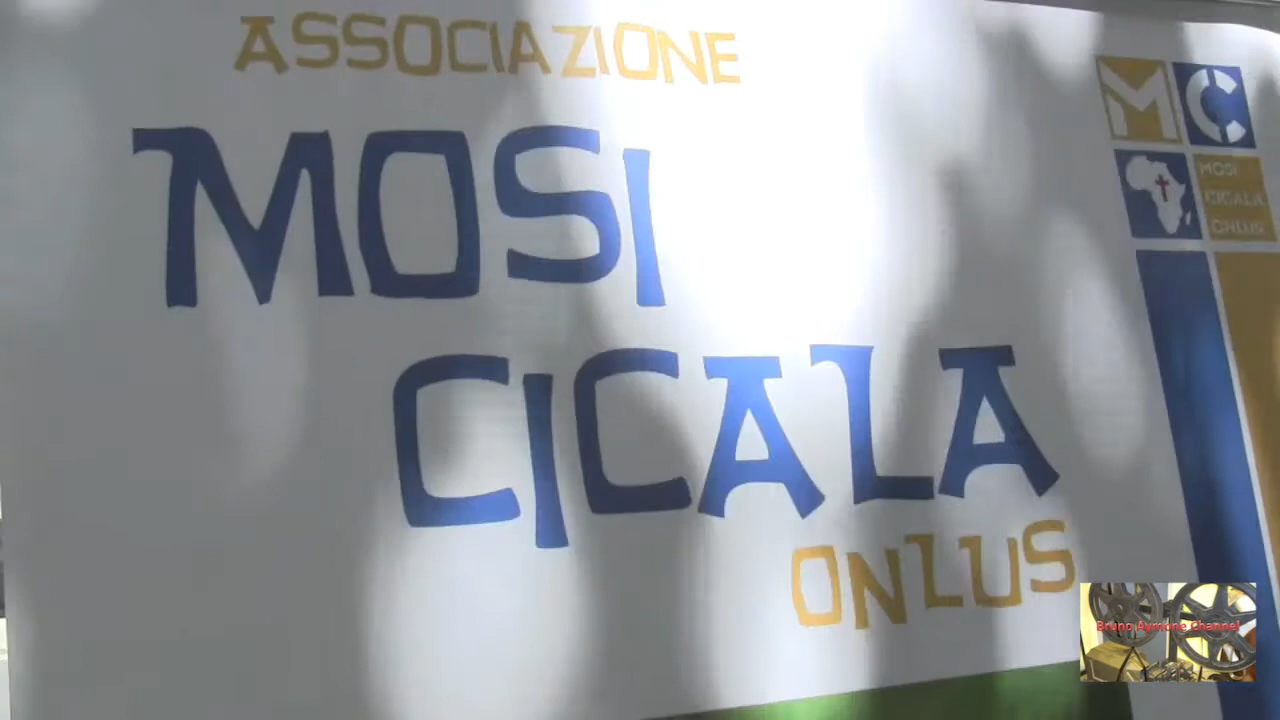 ASSOCIAZIONE
MOSI
CICALA
ONLUS
MC
MOSI
CICALA
ONLUS
Bruno Aymone Channel